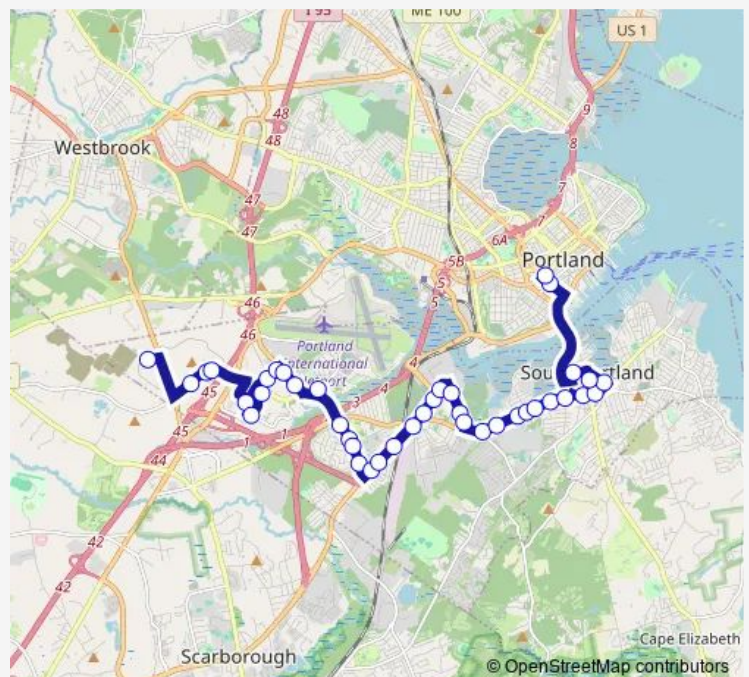 I 95
ME 100
US 1
9
48
48
8
Westbrook
47
47
7
7
6A
5B
Portland
5
5
46
46
Portland
International
Jetport
4
South Portland
4
3
45
45
1
1
44
42
42
Cape Elizabeth
Scarborough
© OpenStreetMap contributors